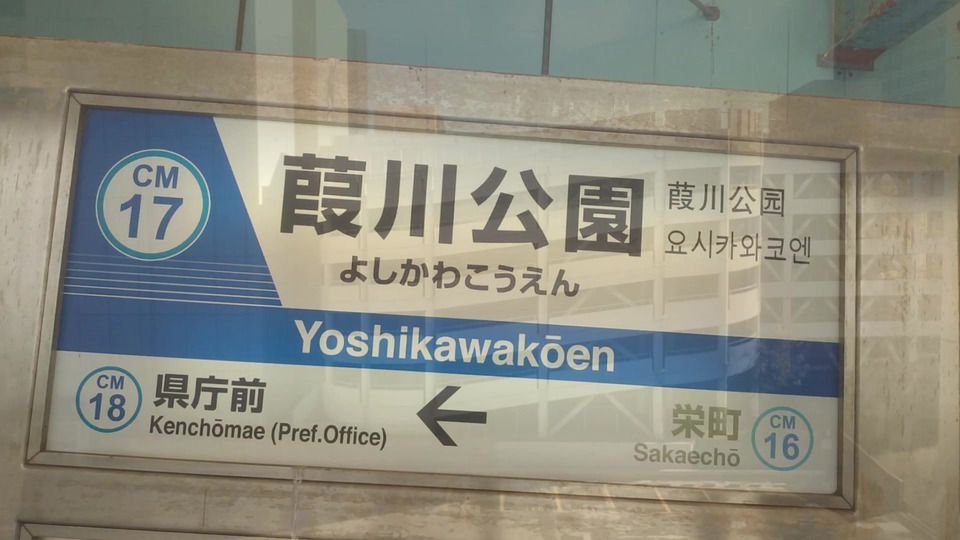 CM
17
葭川公園
よしかわこうえん
葭川公园
요시카와코엔
Yoshikawakōen
CM
18
県庁前
Kenchōmae (Pref.Office)
←
栄町
Sakaechō
CM
16